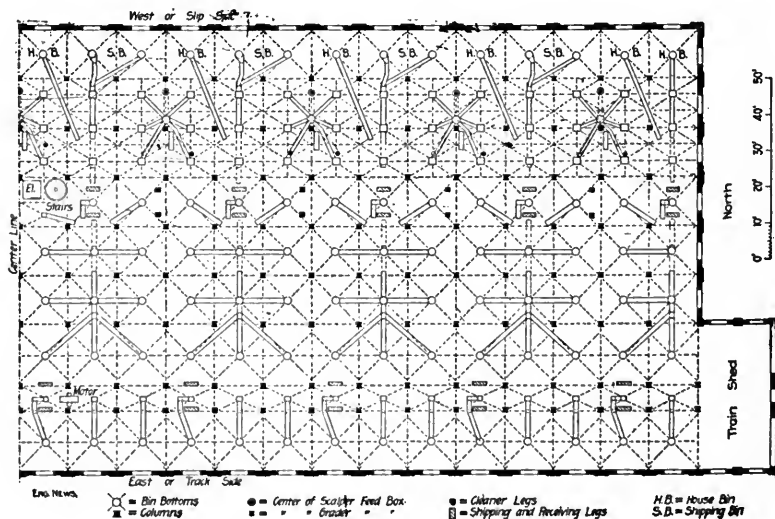 West or Slip Side
H. B. S. B. H. B. S. B. H. B. S. B. H. B. S. B. H. B. H. B.
El.
Stairs
Center Line
50'
40'
30'
20'
10'
0'
North
Train Shed
Motor
East or Track Side
ENG. NEWS.
= Bin Bottoms
= Columns
= Center of Scalper Feed Box.
= " " Grader " "
= Cleaner Legs
= Shipping and Receiving Legs
H.B. = House Bin
S.B. = Shipping Bin